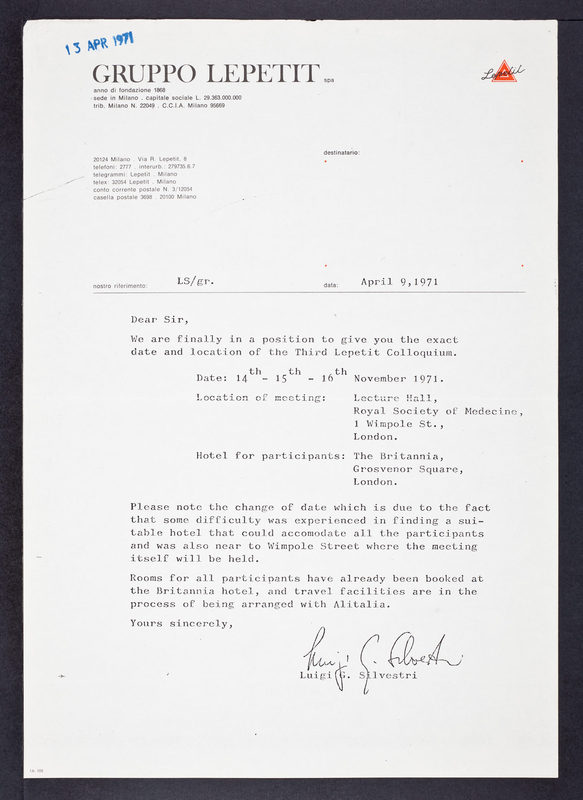 13 APR 1971
GRUPPO LEPETIT spa
Lepetit
anno di fondazione 1868
sede in Milano . capitale sociale L. 29.363.000.000
trib. Milano N. 22049 . C.C.I.A. Milano 95669
destinatario:
20124 Milano . Via R. Lepetit, 8
telefoni: 2777 . interurb.: 279735.6.7
telegrammi: Lepetit . Milano
telex: 32054 Lepetit . Milano
conto corrente postale N. 3/12054
casella postale 3698 . 20100 Milano
nostro riferimento: LS/gr. data: April 9,1971
Dear Sir,
We are finally in a position to give you the exact
date and location of the Third Lepetit Colloquium.
Date: 14th- 15th - 16th November 1971.
Location of meeting: Lecture Hall,
Royal Society of Medecine,
1 Wimpole St.,
London.
Hotel for participants: The Britannia,
Grosvenor Square,
London.
Please note the change of date which is due to the fact
that some difficulty was experienced in finding a sui-
table hotel that could accomodate all the participants
and was also near to Wimpole Street where the meeting
itself will be held.
Rooms for all participants have already been booked at
the Britannia hotel, and travel facilities are in the
process of being arranged with Alitalia.
Yours sincerely,
Luigi G. Silvestri
Luigi G. Silvestri